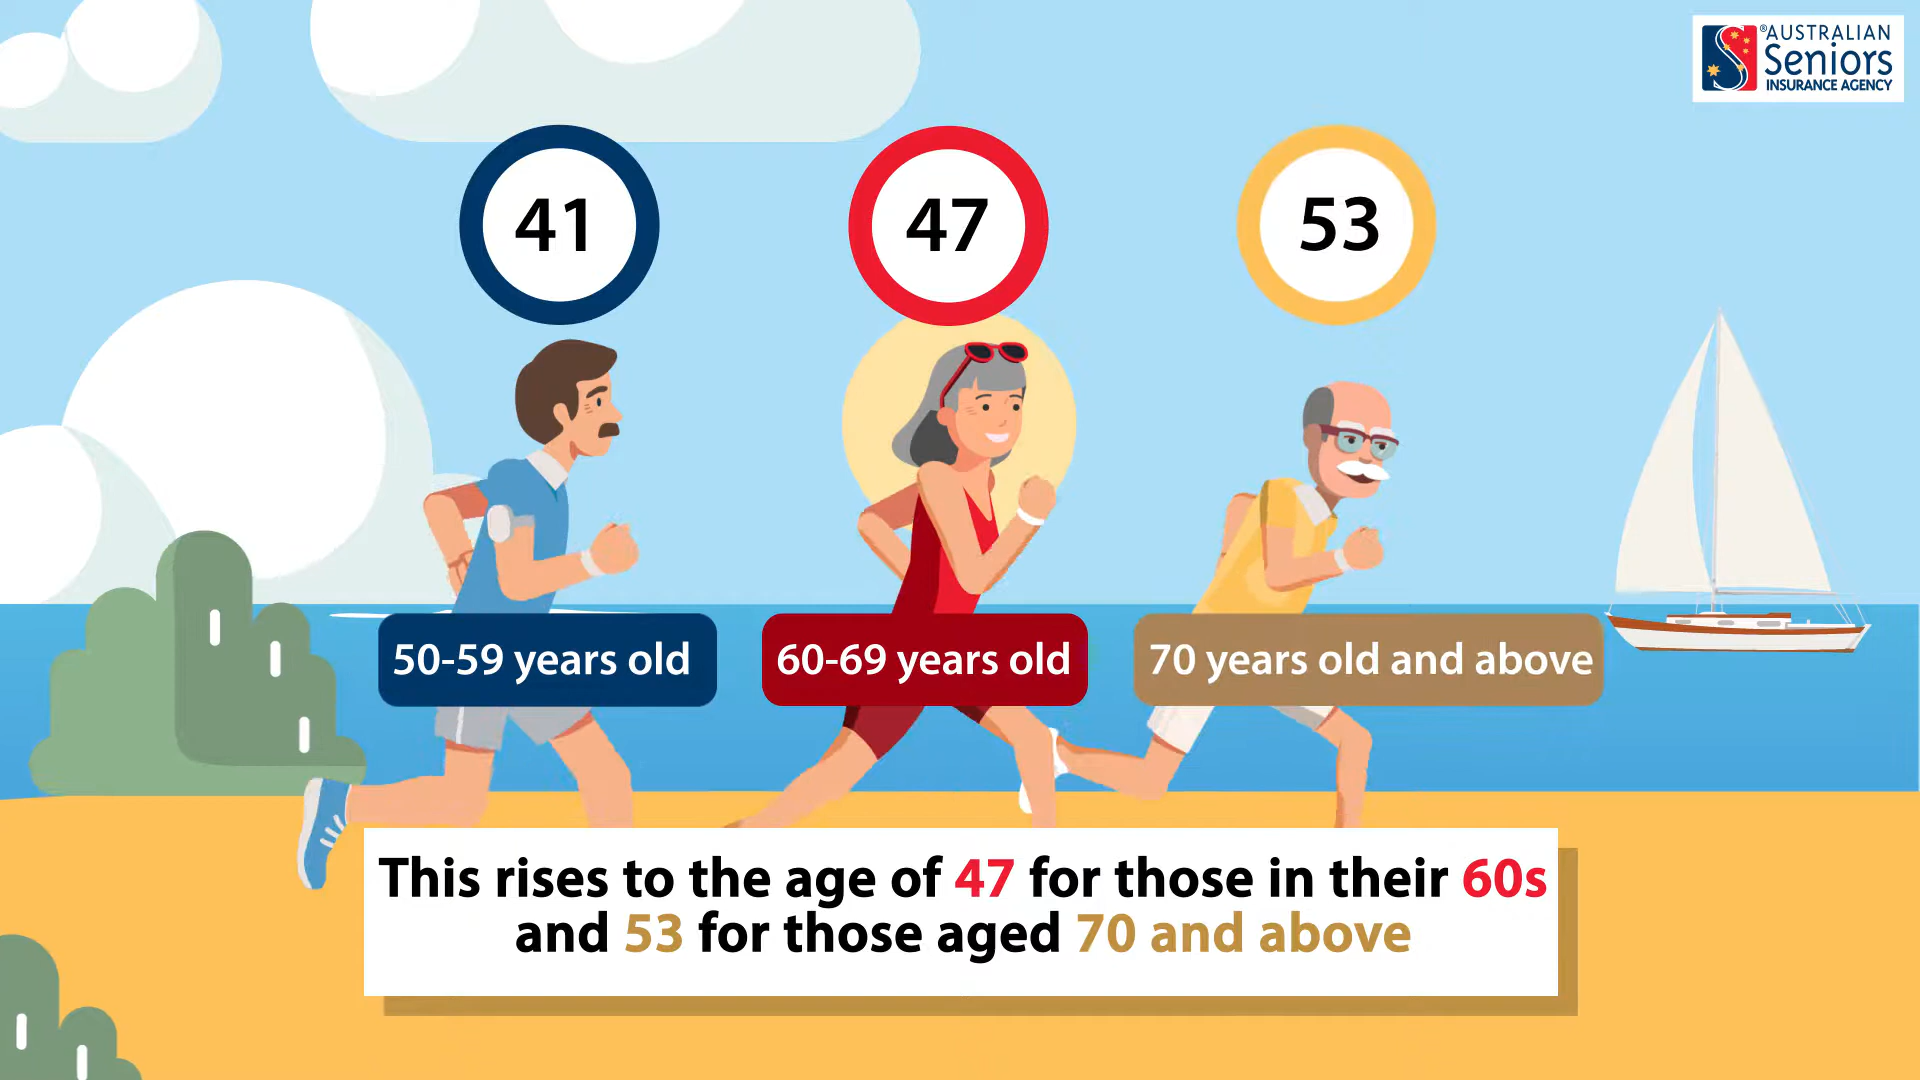 ®AUSTRALIAN
Seniors
INSURANCE AGENCY
41
47
53
50-59 years old
60-69 years old
70 years old and above
This rises to the age of 47 for those in their 60s
and 53 for those aged 70 and above